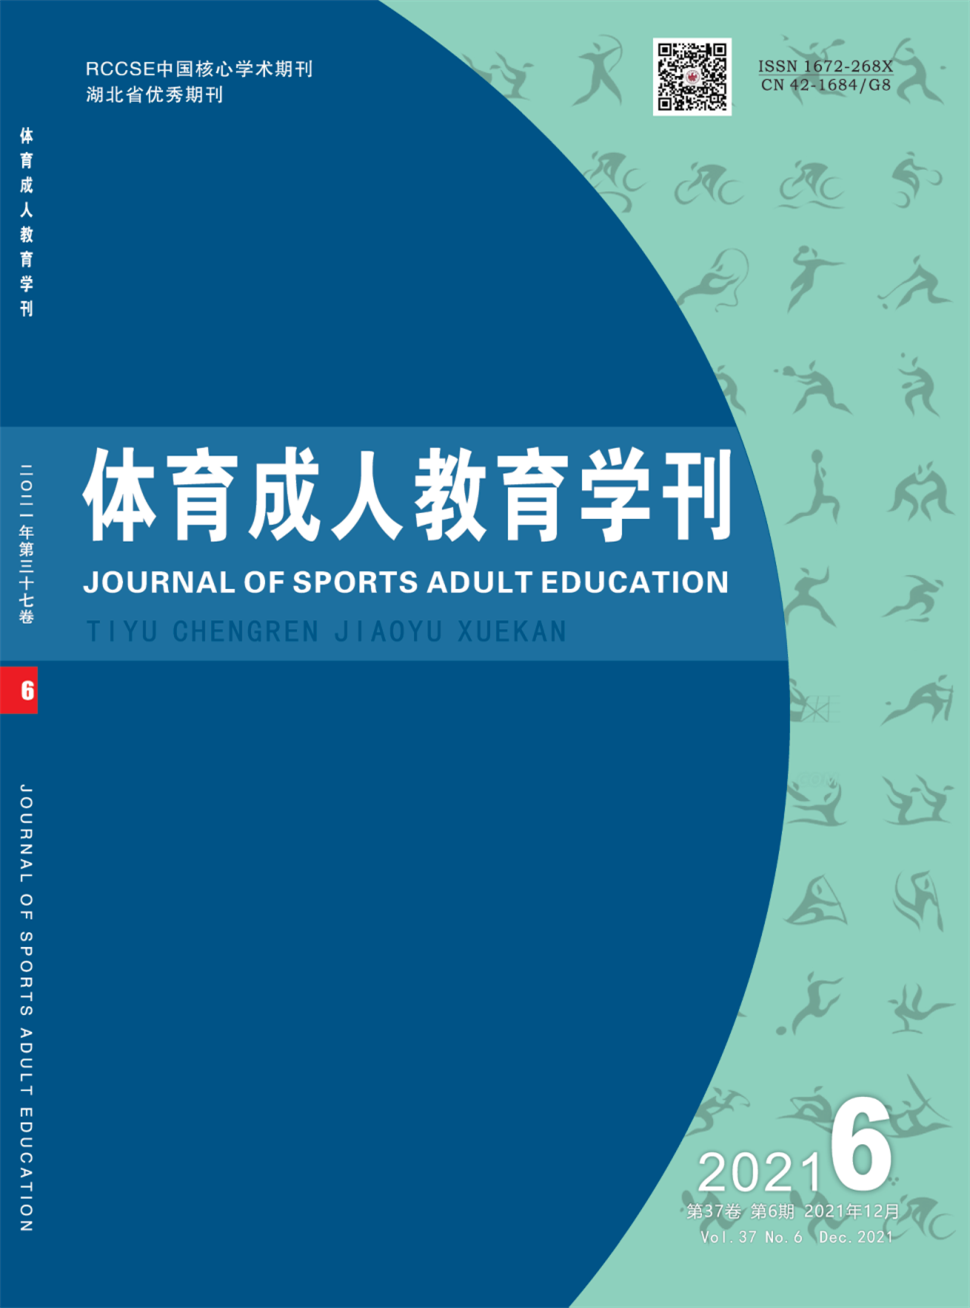 RCCSE中国核心学术期刊
湖北省优秀期刊
ISSN 1672-268X
CN 42-1684/G8
体育成人教育学刊
二〇二一年第三十七卷
6
JOURNAL OF SPORTS ADULT EDUCATION
体育成人教育学刊
JOURNAL OF SPORTS ADULT EDUCATION
TIYU CHENGREN JIAOYU XUEKAN
2021 6
第37卷 第6期 2021年12月
Vol.37 No.6 Dec.2021